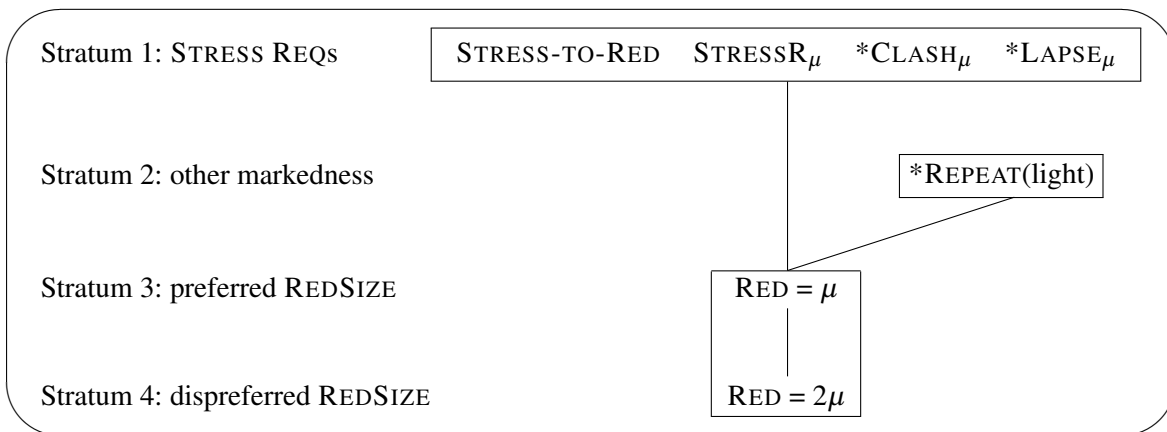 Stratum 1: STRESS REQs STRESS-TO-RED STRESSRμ *CLASHμ *LAPSEμ
Stratum 2: other markedness *REPEAT(light)
Stratum 3: preferred REDSIZE RED = μ
Stratum 4: dispreferred REDSIZE RED = 2μ